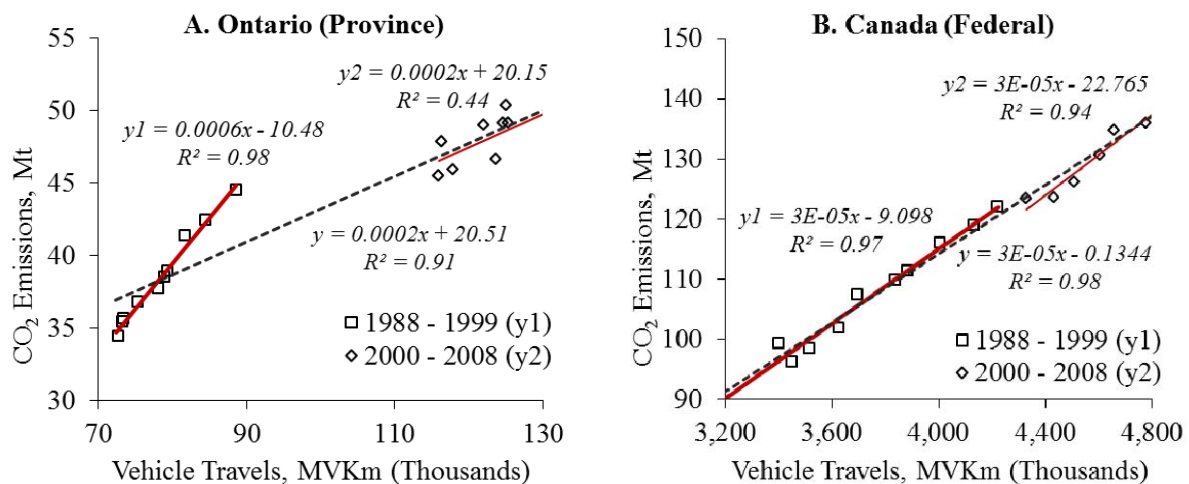 A. Ontario (Province)
55
50
45
40
35
30
70
90
110
130
CO₂ Emissions, Mt
Vehicle Travels, MVKm (Thousands)
y1 = 0.0006x - 10.48
R² = 0.98
y2 = 0.0002x + 20.15
R² = 0.44
y = 0.0002x + 20.51
R² = 0.91
1988 - 1999 (y1)
2000 - 2008 (y2)
B. Canada (Federal)
150
140
130
120
110
100
90
3,200
3,600
4,000
4,400
4,800
CO₂ Emissions, Mt
Vehicle Travels, MVKm (Thousands)
y2 = 3E-05x - 22.765
R² = 0.94
y1 = 3E-05x - 9.098
R² = 0.97
y = 3E-05x - 0.1344
R² = 0.98
1988 - 1999 (y1)
2000 - 2008 (y2)